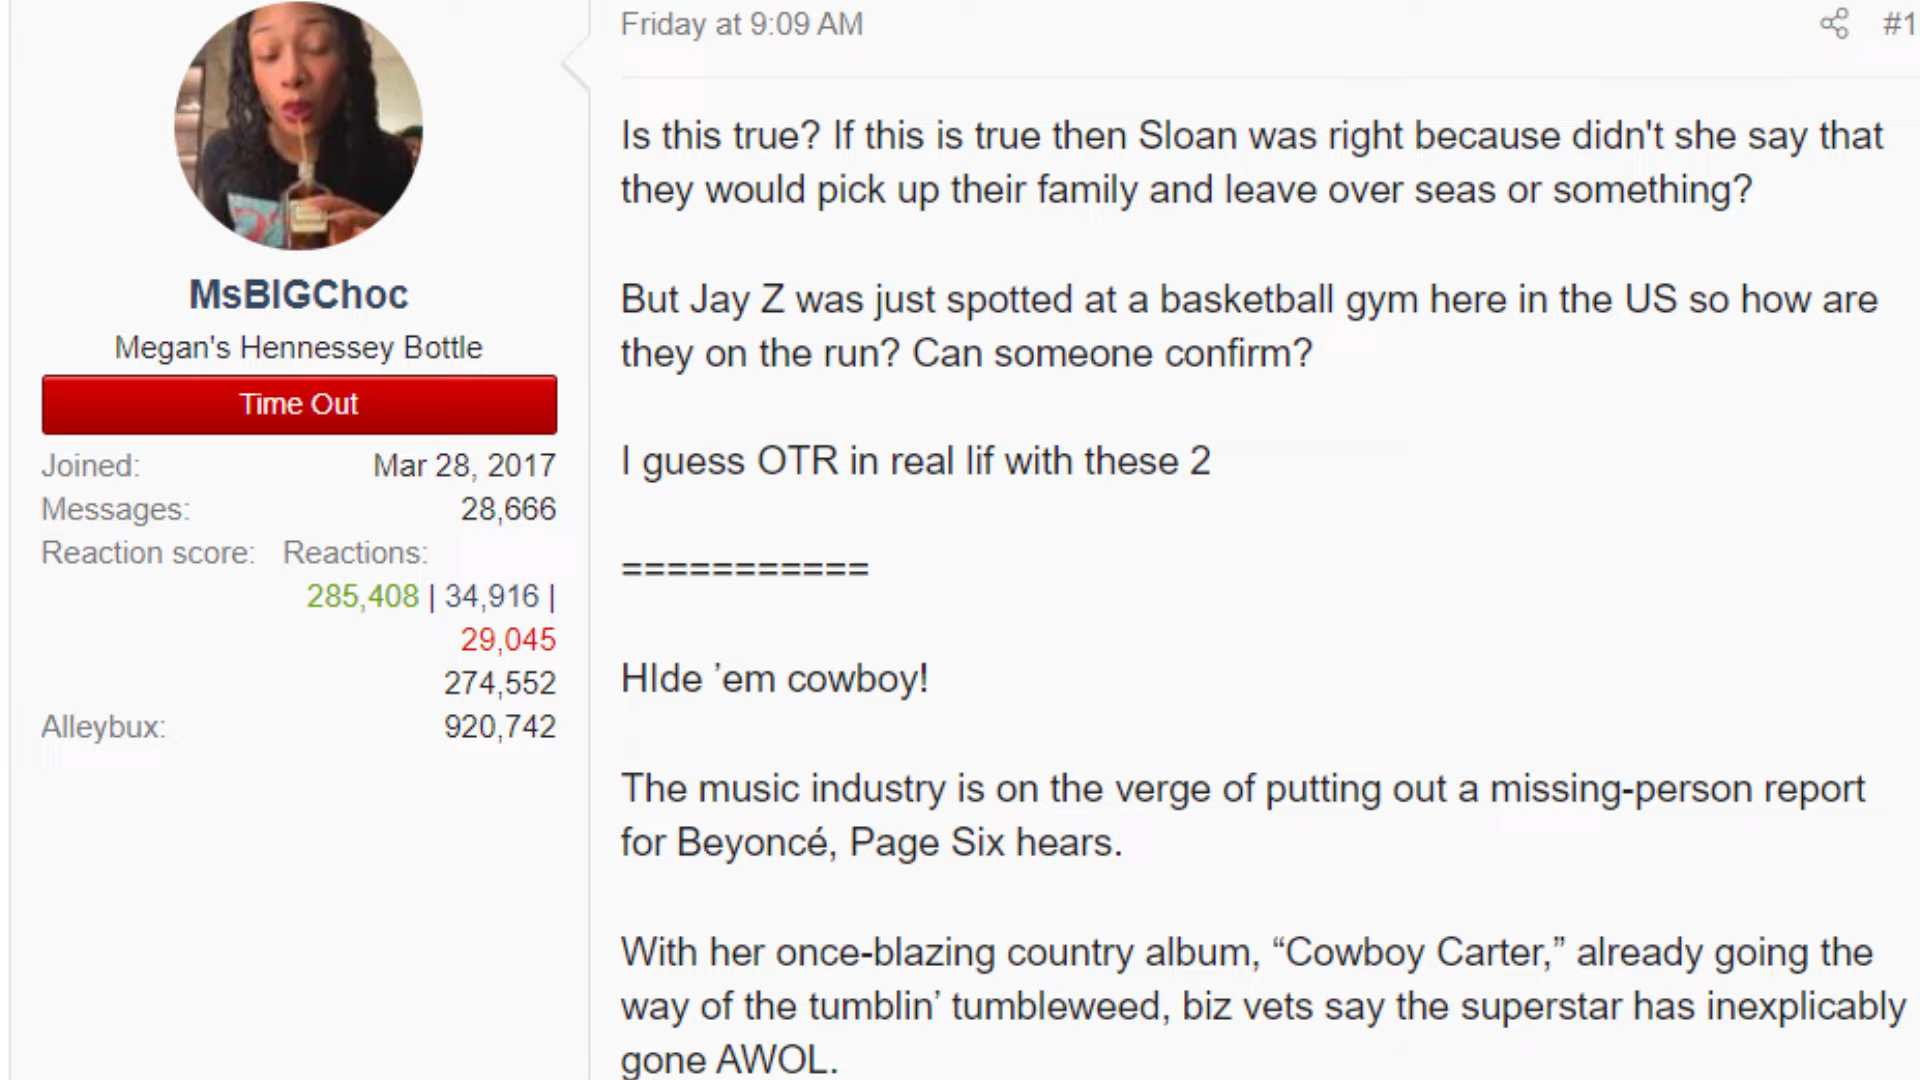 Friday at 9:09 AM
#1
MsBIGChoc
Megan's Hennessey Bottle
Time Out
Joined: Mar 28, 2017
Messages: 28,666
Reaction score: Reactions:
285,408 | 34,916 |
29,045
274,552
Alleybux: 920,742
Is this true? If this is true then Sloan was right because didn't she say that
they would pick up their family and leave over seas or something?
But Jay Z was just spotted at a basketball gym here in the US so how are
they on the run? Can someone confirm?
I guess OTR in real lif with these 2
===========
HIde ’em cowboy!
The music industry is on the verge of putting out a missing-person report
for Beyoncé, Page Six hears.
With her once-blazing country album, “Cowboy Carter,” already going the
way of the tumblin’ tumbleweed, biz vets say the superstar has inexplicably
gone AWOL.